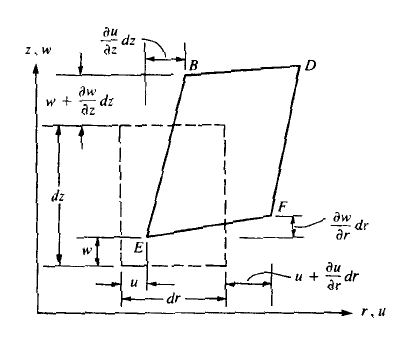 ∂u/∂z dz
z, w
B
D
w + ∂w/∂z dz
dz
F
∂w/∂r dr
E
w
u
u + ∂u/∂r dr
dr
r, u